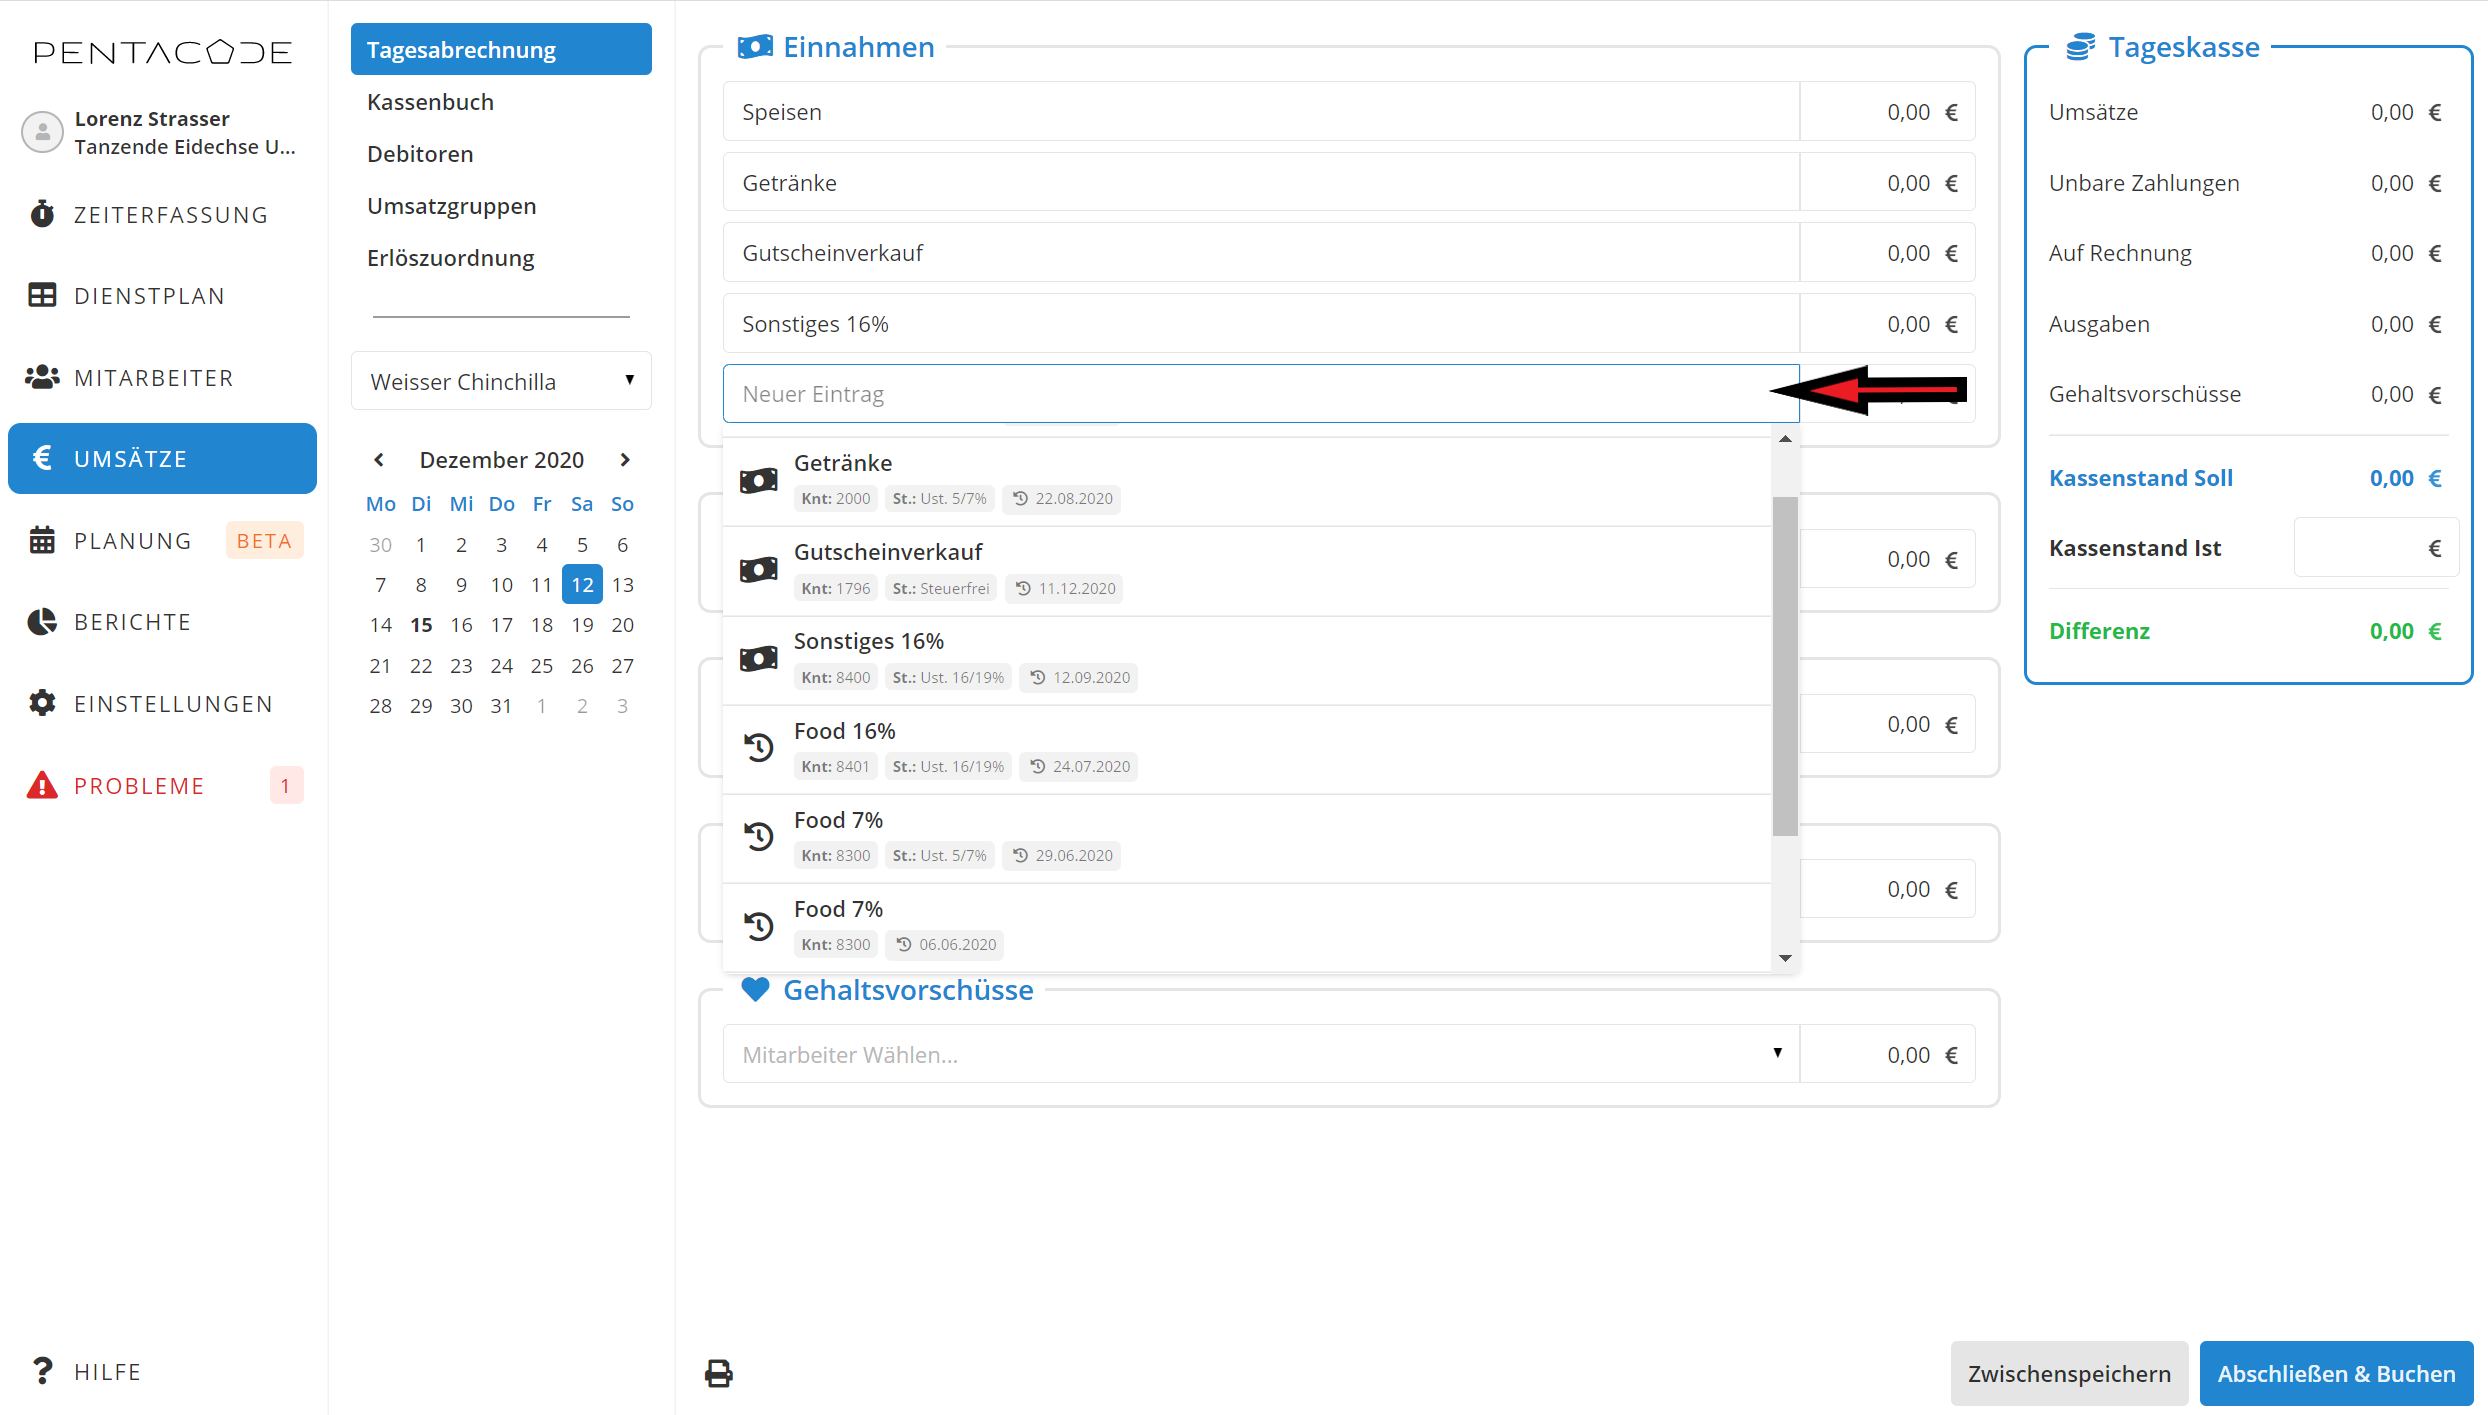 PENTACODE
Lorenz Strasser
Tanzende Eidechse U...
ZEITERFASSUNG
DIENSTPLAN
MITARBEITER
€ UMSÄTZE
PLANUNG BETA
BERICHTE
EINSTELLUNGEN
PROBLEME 1
? HILFE
Tagesabrechnung
Kassenbuch
Debitoren
Umsatzgruppen
Erlöszuordnung
Weisser Chinchilla
Dezember 2020
Mo Di Mi Do Fr Sa So
30 1 2 3 4 5 6
7 8 9 10 11 12 13
14 15 16 17 18 19 20
21 22 23 24 25 26 27
28 29 30 31 1 2 3
Einnahmen
Speisen 0,00 €
Getränke 0,00 €
Gutscheinverkauf 0,00 €
Sonstiges 16% 0,00 €
Neuer Eintrag
Getränke
Knt: 2000 St.: Ust. 5/7% 22.08.2020
Gutscheinverkauf
Knt: 1796 St.: Steuerfrei 11.12.2020
0,00 €
Sonstiges 16%
Knt: 8400 St.: Ust. 16/19% 12.09.2020
Food 16%
Knt: 8401 St.: Ust. 16/19% 24.07.2020
0,00 €
Food 7%
Knt: 8300 St.: Ust. 5/7% 29.06.2020
Food 7%
Knt: 8300 06.06.2020
0,00 €
Gehaltsvorschüsse
Mitarbeiter Wählen... 0,00 €
Tageskasse
Umsätze 0,00 €
Unbare Zahlungen 0,00 €
Auf Rechnung 0,00 €
Ausgaben 0,00 €
Gehaltsvorschüsse 0,00 €
Kassenstand Soll 0,00 €
Kassenstand Ist €
Differenz 0,00 €
Zwischenspeichern
Abschließen & Buchen